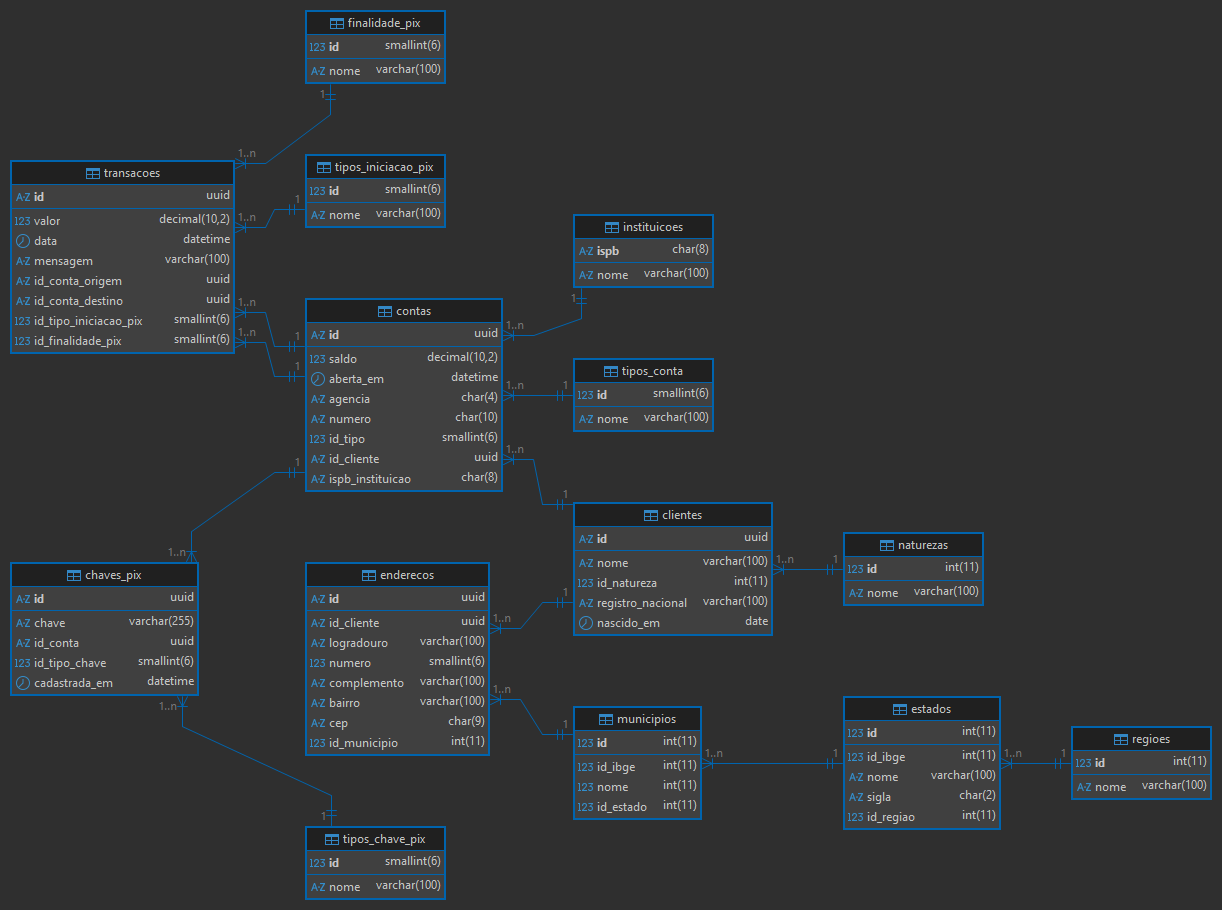 finalidade_pix
123 id smallint(6)
A-Z nome varchar(100)
1
1..n
transacoes
A-Z id uuid
123 valor decimal(10,2)
data datetime
A-Z mensagem varchar(100)
A-Z id_conta_origem uuid
A-Z id_conta_destino uuid
123 id_tipo_iniciacao_pix smallint(6)
123 id_finalidade_pix smallint(6)
tipos_iniciacao_pix
123 id smallint(6)
A-Z nome varchar(100)
1
1..n
instituicoes
A-Z ispb char(8)
A-Z nome varchar(100)
1
1..n
contas
A-Z id uuid
123 saldo decimal(10,2)
aberta_em datetime
A-Z agencia char(4)
A-Z numero char(10)
123 id_tipo smallint(6)
A-Z id_cliente uuid
A-Z ispb_instituicao char(8)
1..n
1
1..n
1
tipos_conta
123 id smallint(6)
A-Z nome varchar(100)
1..n
1
1..n
1
clientes
A-Z id uuid
A-Z nome varchar(100)
123 id_natureza int(11)
A-Z registro_nacional varchar(100)
nascido_em date
1..n
1
naturezas
123 id int(11)
A-Z nome varchar(100)
1
1..n
chaves_pix
A-Z id uuid
A-Z chave varchar(255)
A-Z id_conta uuid
123 id_tipo_chave smallint(6)
cadastrada_em datetime
1..n
1
enderecos
A-Z id uuid
A-Z id_cliente uuid
A-Z logradouro varchar(100)
123 numero smallint(6)
A-Z complemento varchar(100)
A-Z bairro varchar(100)
A-Z cep char(9)
123 id_municipio int(11)
1..n
1
1..n
1
municipios
123 id int(11)
123 id_ibge int(11)
123 nome int(11)
123 id_estado int(11)
1..n
1
estados
123 id int(11)
123 id_ibge int(11)
A-Z nome varchar(100)
A-Z sigla char(2)
123 id_regiao int(11)
1..n
1
regioes
123 id int(11)
A-Z nome varchar(100)
tipos_chave_pix
123 id smallint(6)
A-Z nome varchar(100)